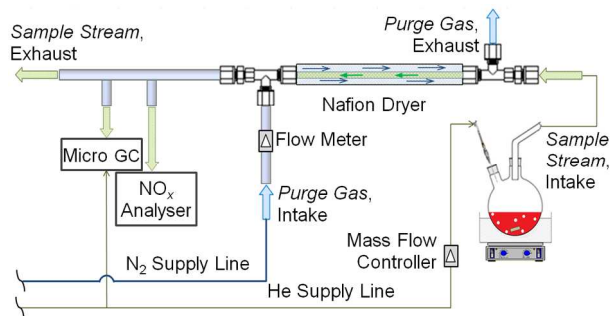 Sample Stream,
Exhaust
Purge Gas,
Exhaust
Nafion Dryer
Flow Meter
Micro GC
NOx
Analyser
Purge Gas,
Intake
Sample
Stream,
Intake
Mass Flow
Controller
N2 Supply Line
He Supply Line